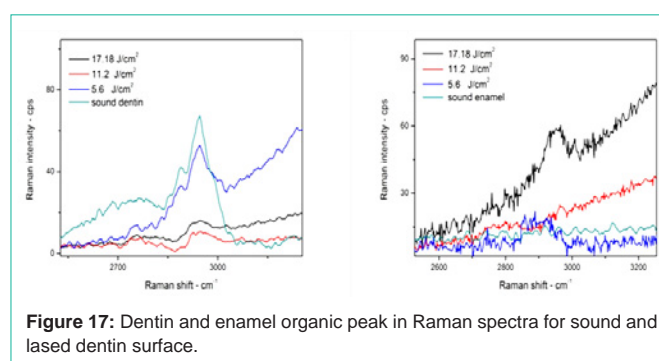 17.18 J/cm²
11.2 J/cm²
5.6 J/cm²
sound dentin
80
40
0
Raman intensity - cps
2700
3000
Raman shift - cm⁻¹
17.18 J/cm²
11.2 J/cm²
5.6 J/cm²
sound enamel
90
60
30
Raman intensity - cps
2600
2800
3000
3200
Raman shift - cm⁻¹
Figure 17: Dentin and enamel organic peak in Raman spectra for sound and
lased dentin surface.